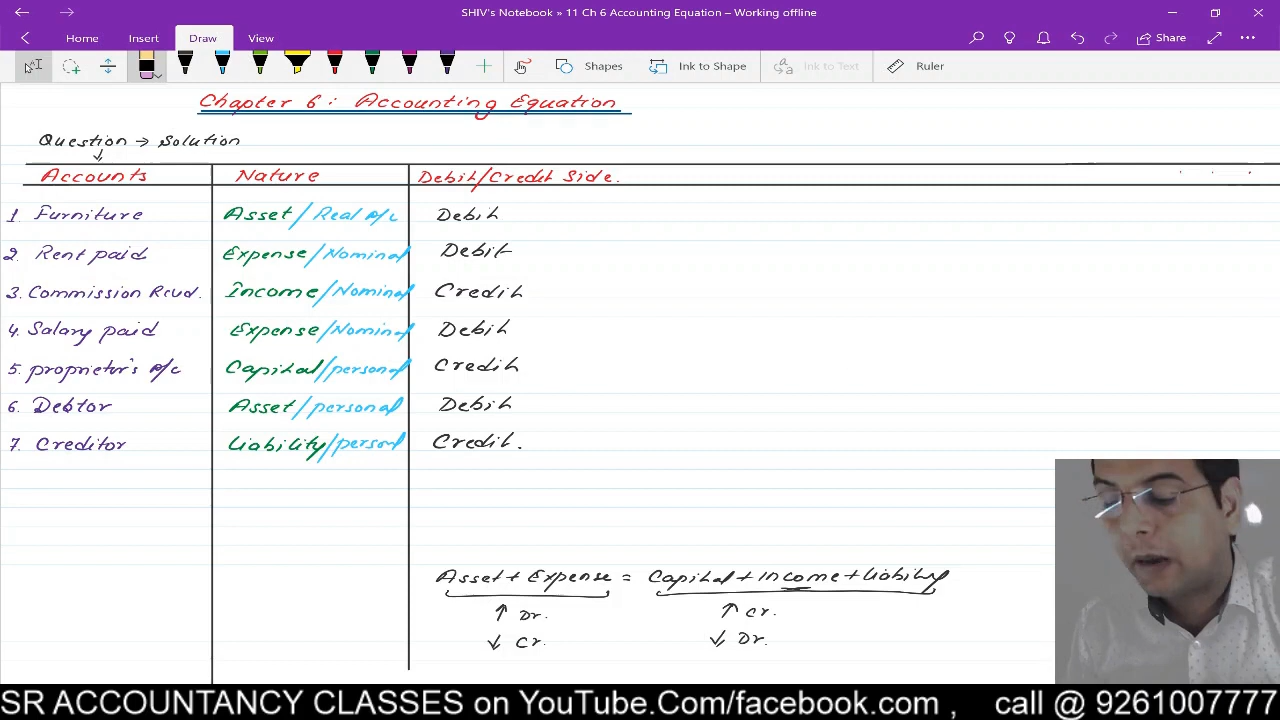 SHIV's Notebook » 11 Ch 6 Accounting Equation – Working offline
Home Insert Draw View Share
Shapes Ink to Shape Ink to Text Ruler
Chapter 6: Accounting Equation
Question → Solution
↓
Accounts Nature Debit/Credit Side.
1. Furniture Asset/Real A/c Debit
2. Rent paid Expense/Nominal Debit
3. Commission Rcvd. Income/Nominal Credit
4. Salary paid Expense/Nominal Debit
5. proprietor's A/c Capital/personal Credit
6. Debtor Asset/personal Debit
7. Creditor Liability/personal Credit.
Asset + Expense = Capital + Income + Liability
↑ Dr. ↑ Cr.
↓ Cr. ↓ Dr.
SR ACCOUNTANCY CLASSES on YouTube.Com/featured.com , call @ 9261007777